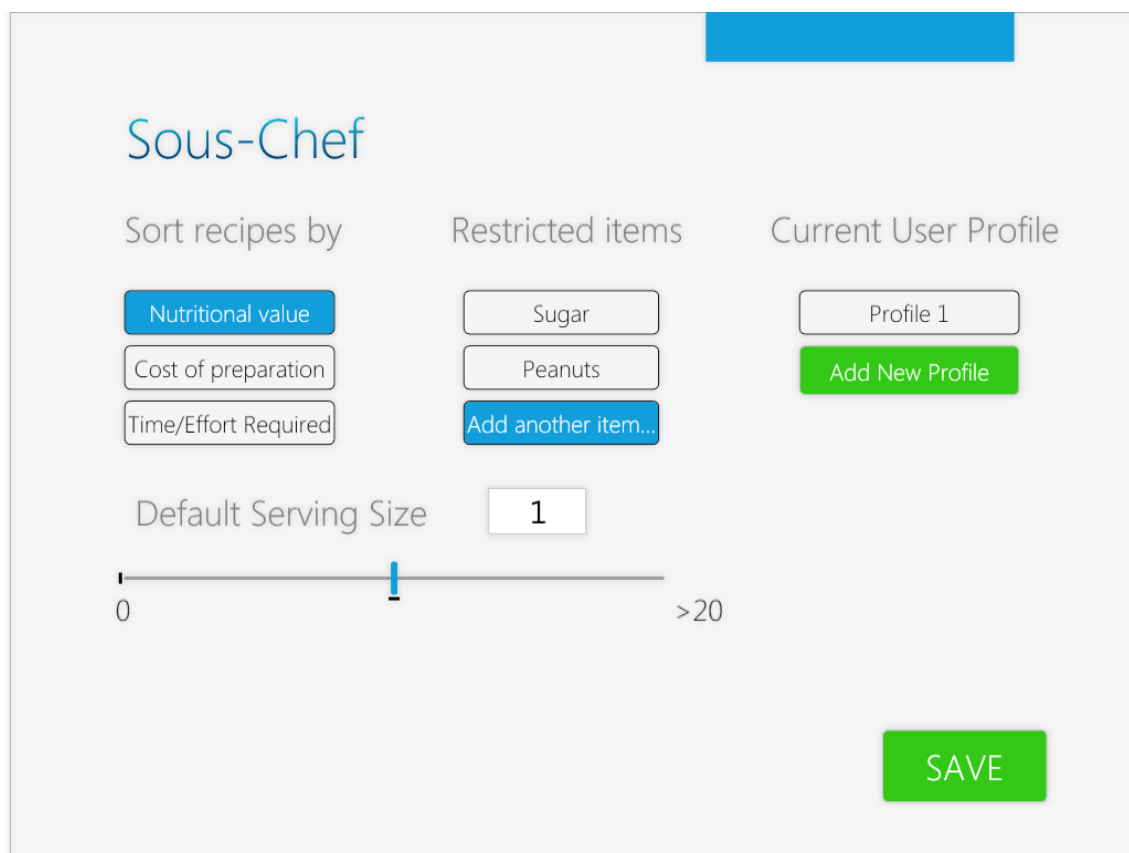 Sous-Chef
Sort recipes by
Nutritional value
Cost of preparation
Time/Effort Required
Restricted items
Sugar
Peanuts
Add another item...
Current User Profile
Profile 1
Add New Profile
Default Serving Size
1
0
>20
SAVE